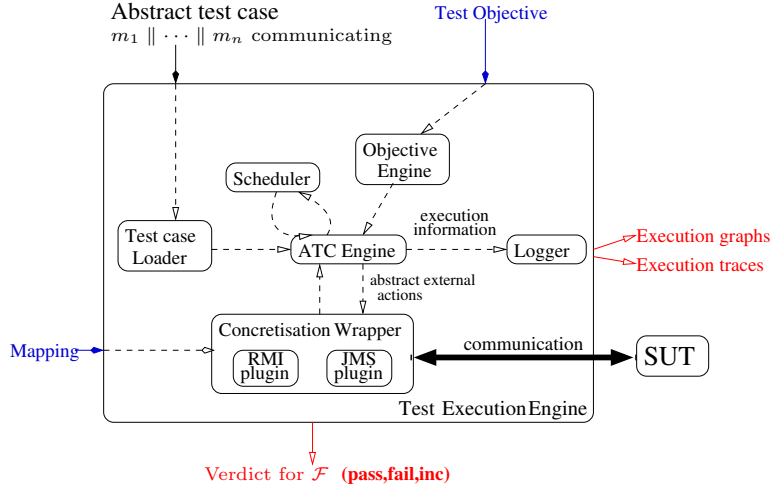 Abstract test case
m₁ ∥ ⋯ ∥ mₙ communicating
Test Objective
Objective
Engine
Scheduler
execution
information
Test case
Loader
ATC Engine
Logger
Execution graphs
Execution traces
abstract external
actions
Mapping
Concretisation Wrapper
RMI
plugin
JMS
plugin
communication
SUT
Test Execution Engine
Verdict for ℱ (pass,fail,inc)